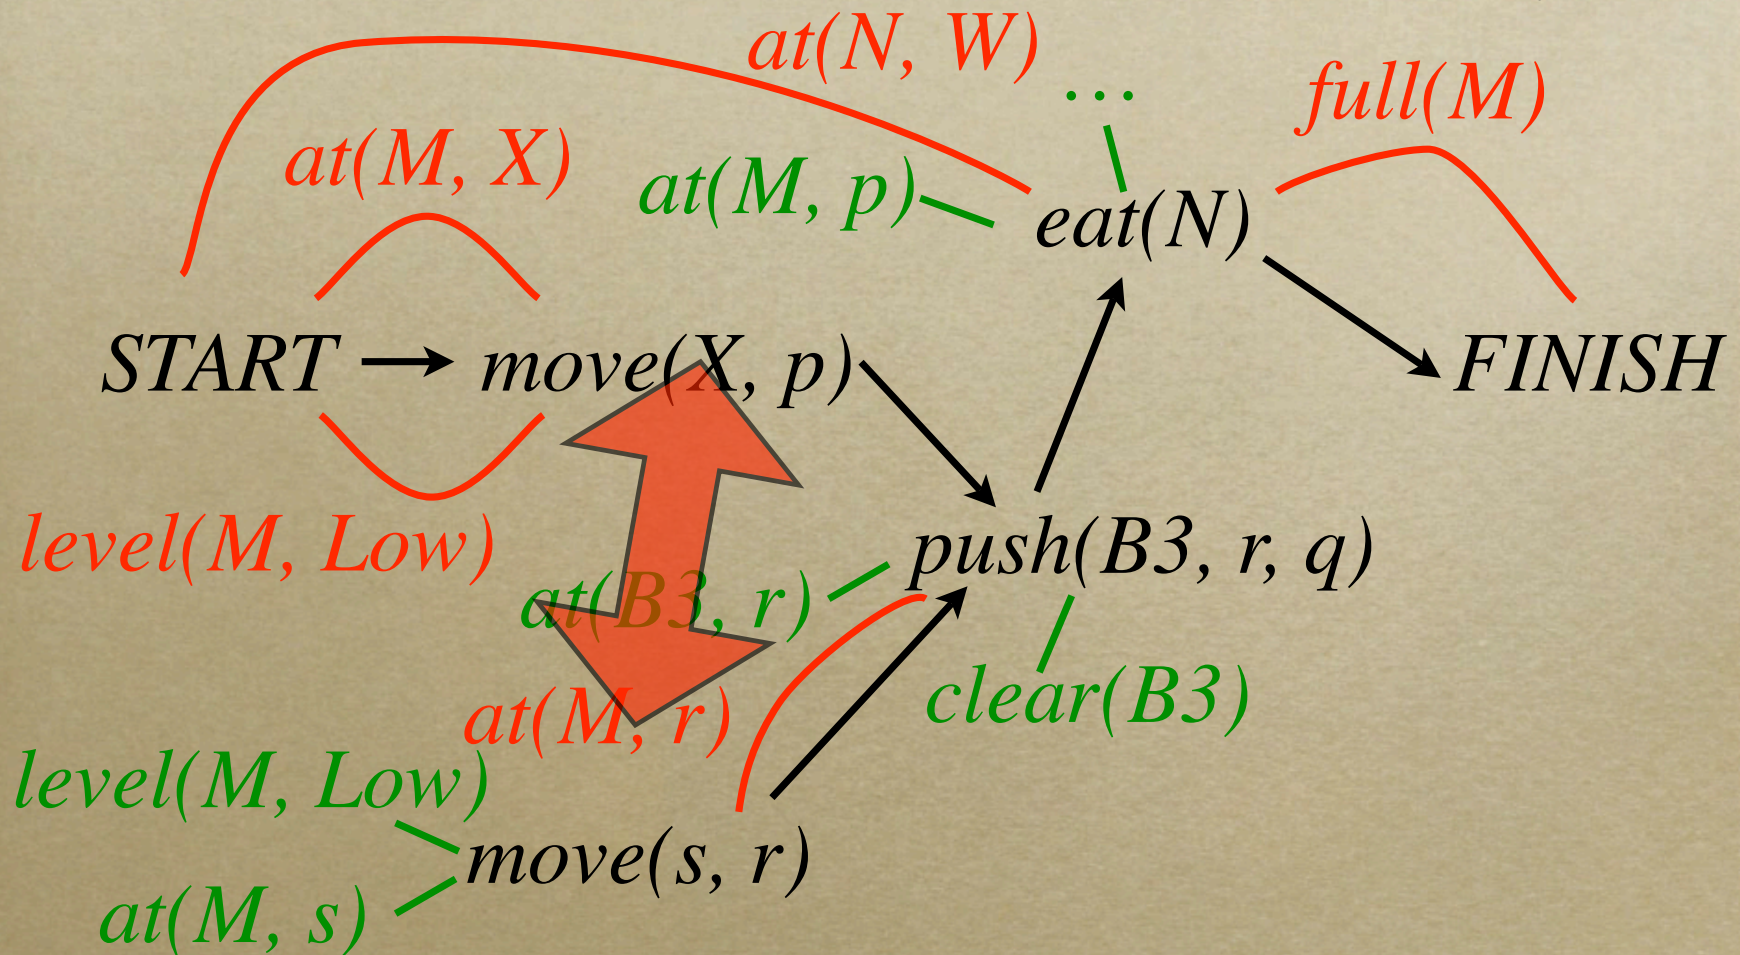 at(N, W)
...
full(M)
at(M, X)
at(M, p)
eat(N)
START
move(X, p)
FINISH
level(M, Low)
push(B3, r, q)
at(B3, r)
clear(B3)
at(M, r)
level(M, Low)
move(s, r)
at(M, s)